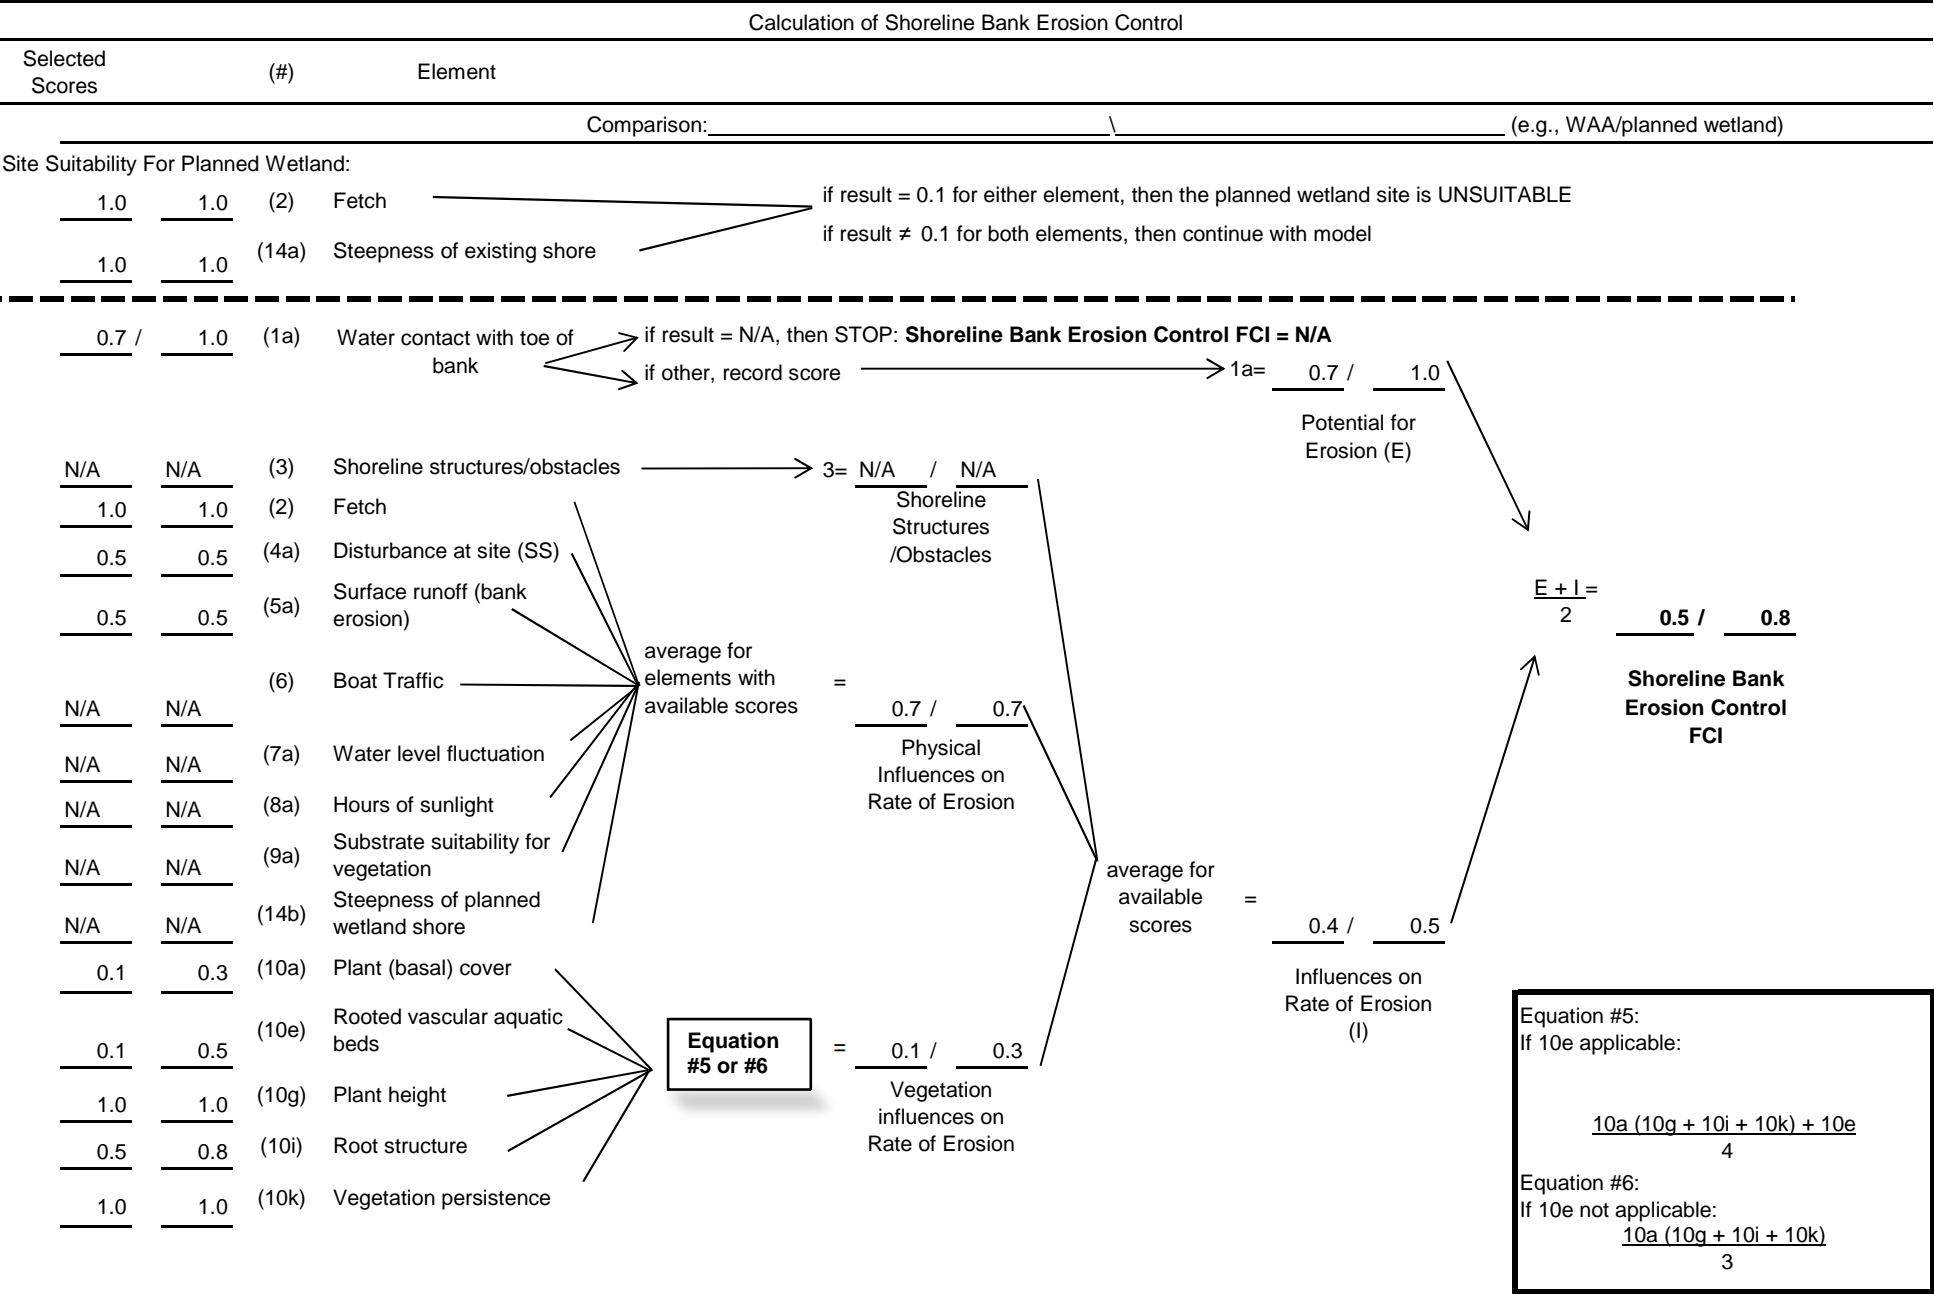 Calculation of Shoreline Bank Erosion Control
Selected
Scores
(#)
Element
Comparison: \ (e.g., WAA/planned wetland)
Site Suitability For Planned Wetland:
1.0 1.0 (2) Fetch
if result = 0.1 for either element, then the planned wetland site is UNSUITABLE
if result ≠ 0.1 for both elements, then continue with model
1.0 1.0 (14a) Steepness of existing shore
0.7 / 1.0 (1a) Water contact with toe of
bank
if result = N/A, then STOP: Shoreline Bank Erosion Control FCI = N/A
if other, record score
1a= 0.7 / 1.0
Potential for
Erosion (E)
N/A N/A (3) Shoreline structures/obstacles
3= N/A / N/A
Shoreline
Structures
/Obstacles
1.0 1.0 (2) Fetch
0.5 0.5 (4a) Disturbance at site (SS)
0.5 0.5 (5a) Surface runoff (bank
erosion)
E + I =
2
0.5 / 0.8
Shoreline Bank
Erosion Control
FCI
N/A N/A (6) Boat Traffic
average for
elements with
available scores
=
0.7 / 0.7
Physical
Influences on
Rate of Erosion
N/A N/A (7a) Water level fluctuation
N/A N/A (8a) Hours of sunlight
N/A N/A (9a) Substrate suitability for
vegetation
N/A N/A (14b) Steepness of planned
wetland shore
average for
available
scores
=
0.4 / 0.5
Influences on
Rate of Erosion
(I)
0.1 0.3 (10a) Plant (basal) cover
0.1 0.5 (10e) Rooted vascular aquatic
beds
Equation
#5 or #6
=
0.1 / 0.3
Vegetation
influences on
Rate of Erosion
1.0 1.0 (10g) Plant height
0.5 0.8 (10i) Root structure
1.0 1.0 (10k) Vegetation persistence
Equation #5:
If 10e applicable:
10a (10g + 10i + 10k) + 10e
4
Equation #6:
If 10e not applicable:
10a (10g + 10i + 10k)
3